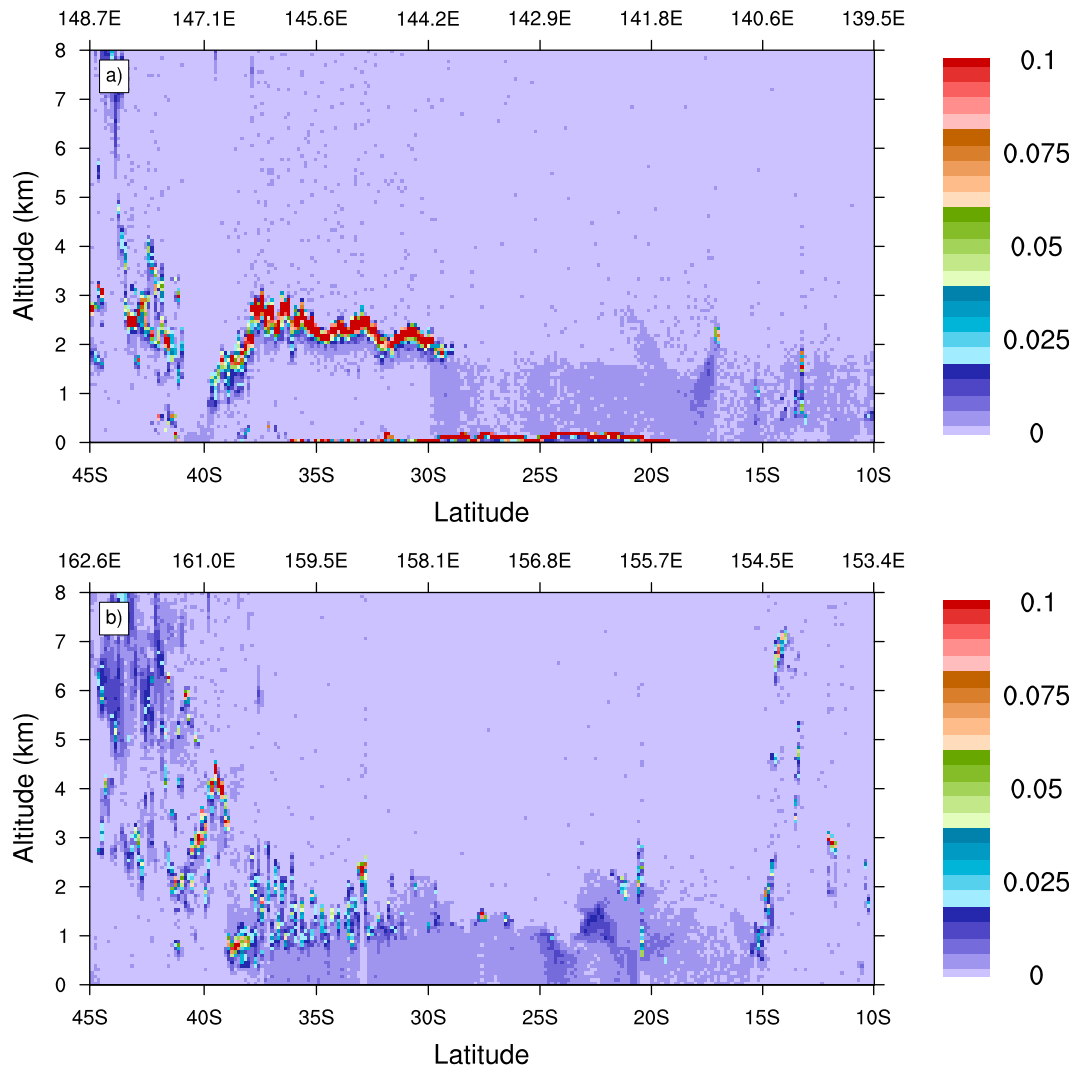 148.7E 147.1E 145.6E 144.2E 142.9E 141.8E 140.6E 139.5E
8 a) 0.1
7
6 0.075
5
Altitude (km)
4 0.05
3
2 0.025
1
0 0
45S 40S 35S 30S 25S 20S 15S 10S
Latitude
162.6E 161.0E 159.5E 158.1E 156.8E 155.7E 154.5E 153.4E
8 b) 0.1
7
6 0.075
5
Altitude (km)
4 0.05
3
2 0.025
1
0 0
45S 40S 35S 30S 25S 20S 15S 10S
Latitude